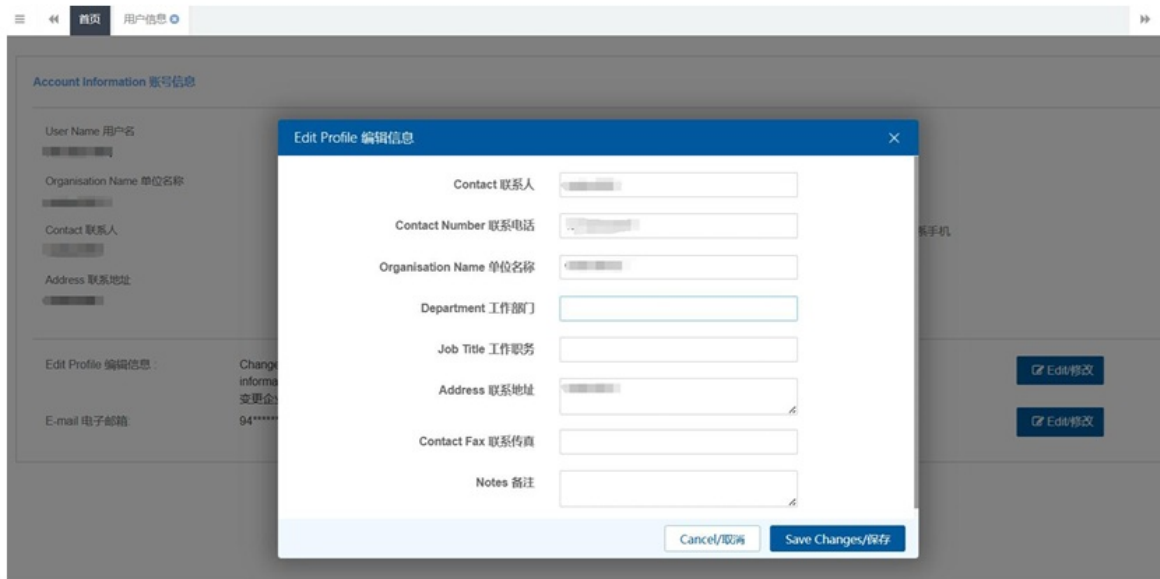 首页 用户信息
Account Information 账号信息
User Name 用户名
Organisation Name 单位名称
Contact 联系人
系手机
Address 联系地址
Edit Profile 编辑信息 :
Change
informa
变更企业
Edit/修改
E-mail 电子邮箱:
94******
Edit/修改
Edit Profile 编辑信息
Contact 联系人
Contact Number 联系电话
Organisation Name 单位名称
Department 工作部门
Job Title 工作职务
Address 联系地址
Contact Fax 联系传真
Notes 备注
Cancel/取消
Save Changes/保存